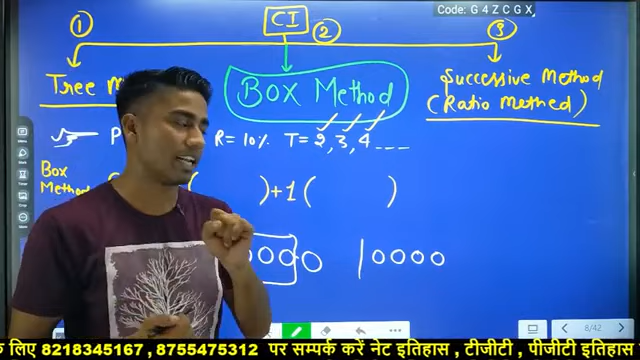 Code: G 4 Z C G X
CI
① ② ③
Tree M
BOX Method
Successive Method
(Ratio Method)
P R = 10% T = 2, 3, 4 ---
Box
Method
( ) + 1 ( )
10000
8/42
के लिए 8218345167 , 8755475312 पर सम्पर्क करें नेट इतिहास , टीजीटी , पीजीटी इतिहास